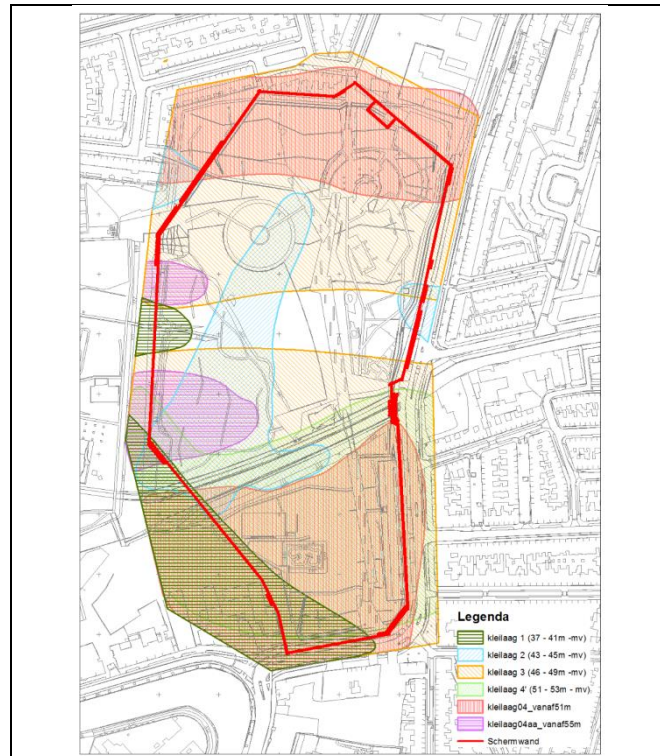 Legenda
kleilaag 1 (37 - 41m -mv)
kleilaag 2 (43 - 45m -mv)
kleilaag 3 (46 - 49m -mv)
kleilaag 4' (51 - 53m - mv)
kleilaag04_vanaf51m
kleilaag04aa_vanaf55m
Schermwand